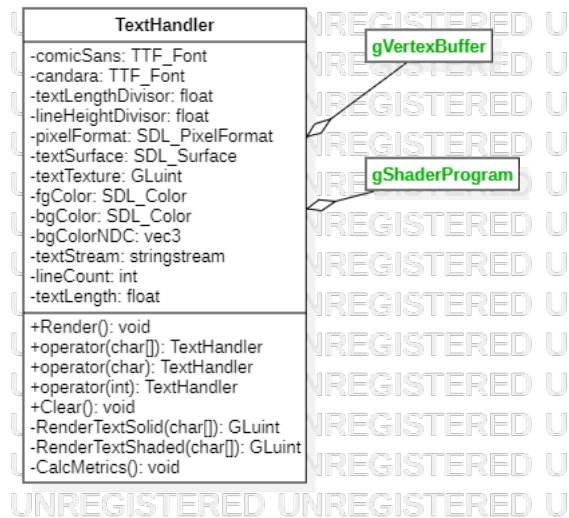 TextHandler
-comicSans: TTF_Font
-candara: TTF_Font
-textLengthDivisor: float
-lineHeightDivisor: float
-pixelFormat: SDL_PixelFormat
-textSurface: SDL_Surface
-textTexture: GLuint
-fgColor: SDL_Color
-bgColor: SDL_Color
-bgColorNDC: vec3
-textStream: stringstream
-lineCount: int
-textLength: float
+Render(): void
+operator(char[]): TextHandler
+operator(char): TextHandler
+operator(int): TextHandler
+Clear(): void
-RenderTextSolid(char[]): GLuint
-RenderTextShaded(char[]): GLuint
-CalcMetrics(): void
gVertexBuffer
gShaderProgram
UNREGISTERED UNREGISTERED U